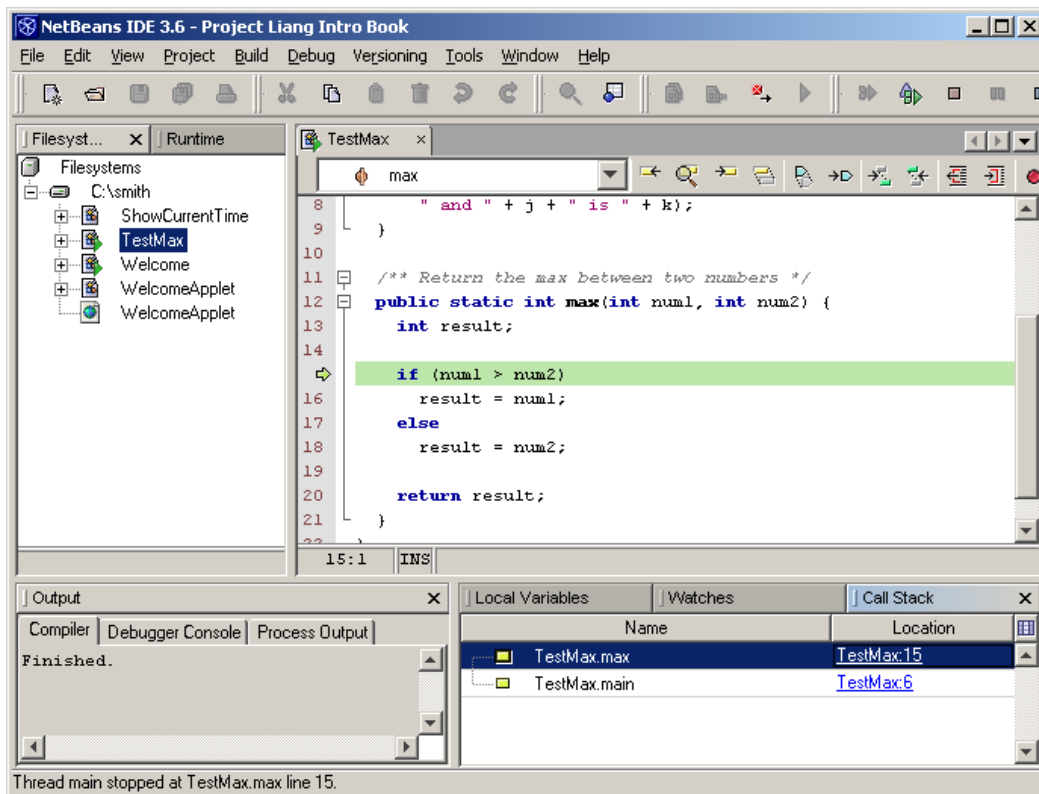 NetBeans IDE 3.6 - Project Liang Intro Book
File Edit View Project Build Debug Versioning Tools Window Help
Filesyst... Runtime
Filesystems
C:\smith
ShowCurrentTime
TestMax
Welcome
WelcomeApplet
WelcomeApplet
TestMax
max
8 " and " + j + " is " + k);
9 }
10
11 /** Return the max between two numbers */
12 public static int max(int num1, int num2) {
13 int result;
14
if (num1 > num2)
16 result = num1;
17 else
18 result = num2;
19
20 return result;
21 }
15:1 INS
Output
Compiler Debugger Console Process Output
Finished.
Local Variables Watches Call Stack
Name Location
TestMax.max TestMax:15
TestMax.main TestMax:6
Thread main stopped at TestMax.max line 15.